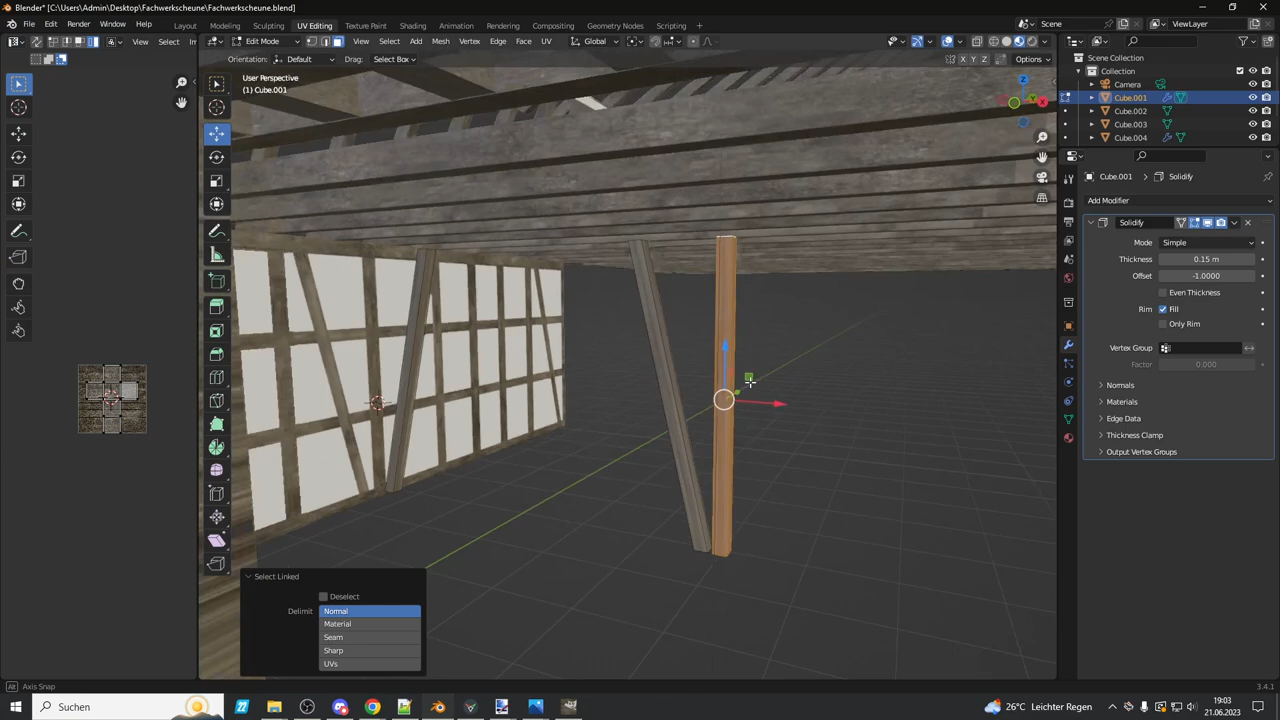 Blender* [C:\Users\Admin\Desktop\Fachwerkscheune\Fachwerkscheune.blend]
File Edit Render Window Help Layout Modeling Sculpting UV Editing Texture Paint Shading Animation Rendering Compositing Geometry Nodes Scripting Scene ViewLayer
View Select Edit Mode View Select Add Mesh Vertex Edge Face UV Global
Orientation: Default Drag: Select Box X Y Z Options
User Perspective
(1) Cube.001
Scene Collection
Collection
Camera
Cube.001
Cube.002
Cube.003
Cube.004
Cube.001 Solidify
Add Modifier
Solidify
Mode Simple
Thickness 0.15 m
Offset -1.0000
Even Thickness
Rim Fill
Only Rim
Vertex Group
Factor 0.000
Normals
Materials
Edge Data
Thickness Clamp
Output Vertex Groups
Select Linked
Deselect
Delimit Normal
Material
Seam
Sharp
UVs
Alt Axis Snap
3.4.1
Suchen
26°C Leichter Regen
19:03
21.06.2023